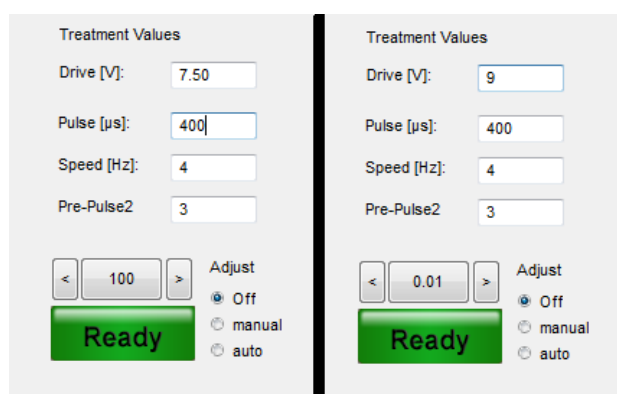 Treatment Values
Drive [V]: 7.50
Pulse [µs]: 400
Speed [Hz]: 4
Pre-Pulse2 3
< 100 >
Adjust
Off
manual
auto
Ready
Treatment Values
Drive [V]: 9
Pulse [µs]: 400
Speed [Hz]: 4
Pre-Pulse2 3
< 0.01 >
Adjust
Off
manual
auto
Ready